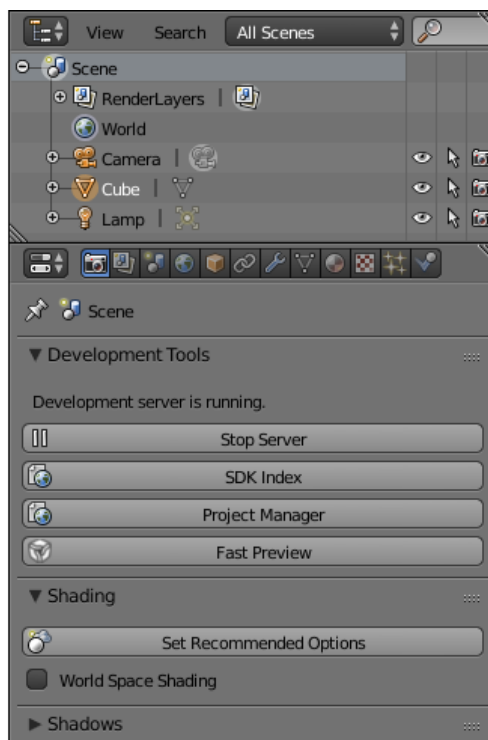 View Search All Scenes
Scene
RenderLayers
World
Camera
Cube
Lamp
Scene
Development Tools
Development server is running.
Stop Server
SDK Index
Project Manager
Fast Preview
Shading
Set Recommended Options
World Space Shading
Shadows